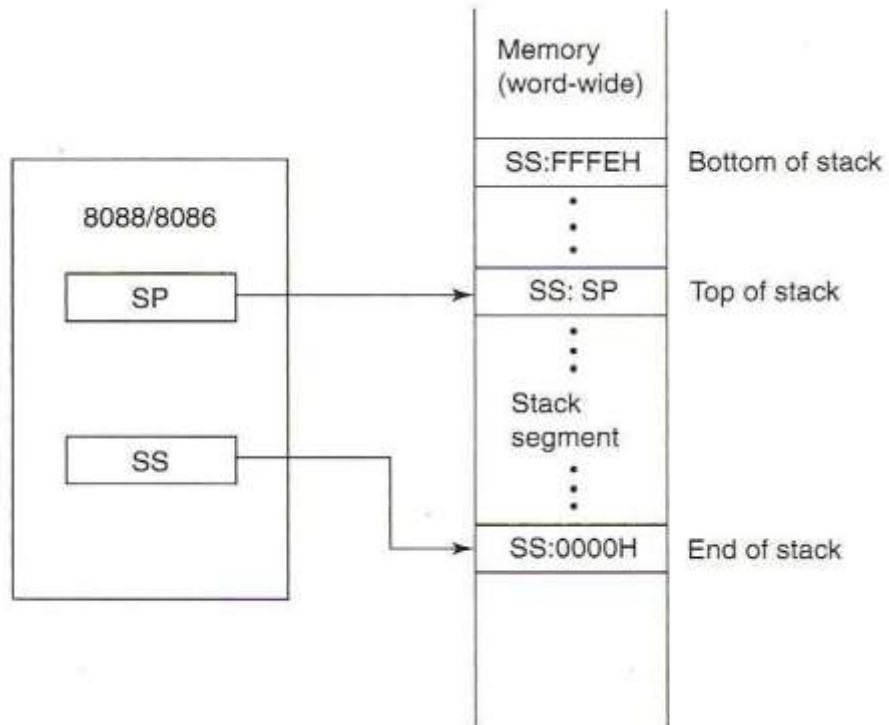 Memory
(word-wide)
SS:FFFEH
Bottom of stack
8088/8086
SP
SS: SP
Top of stack
Stack
segment
SS
SS:0000H
End of stack